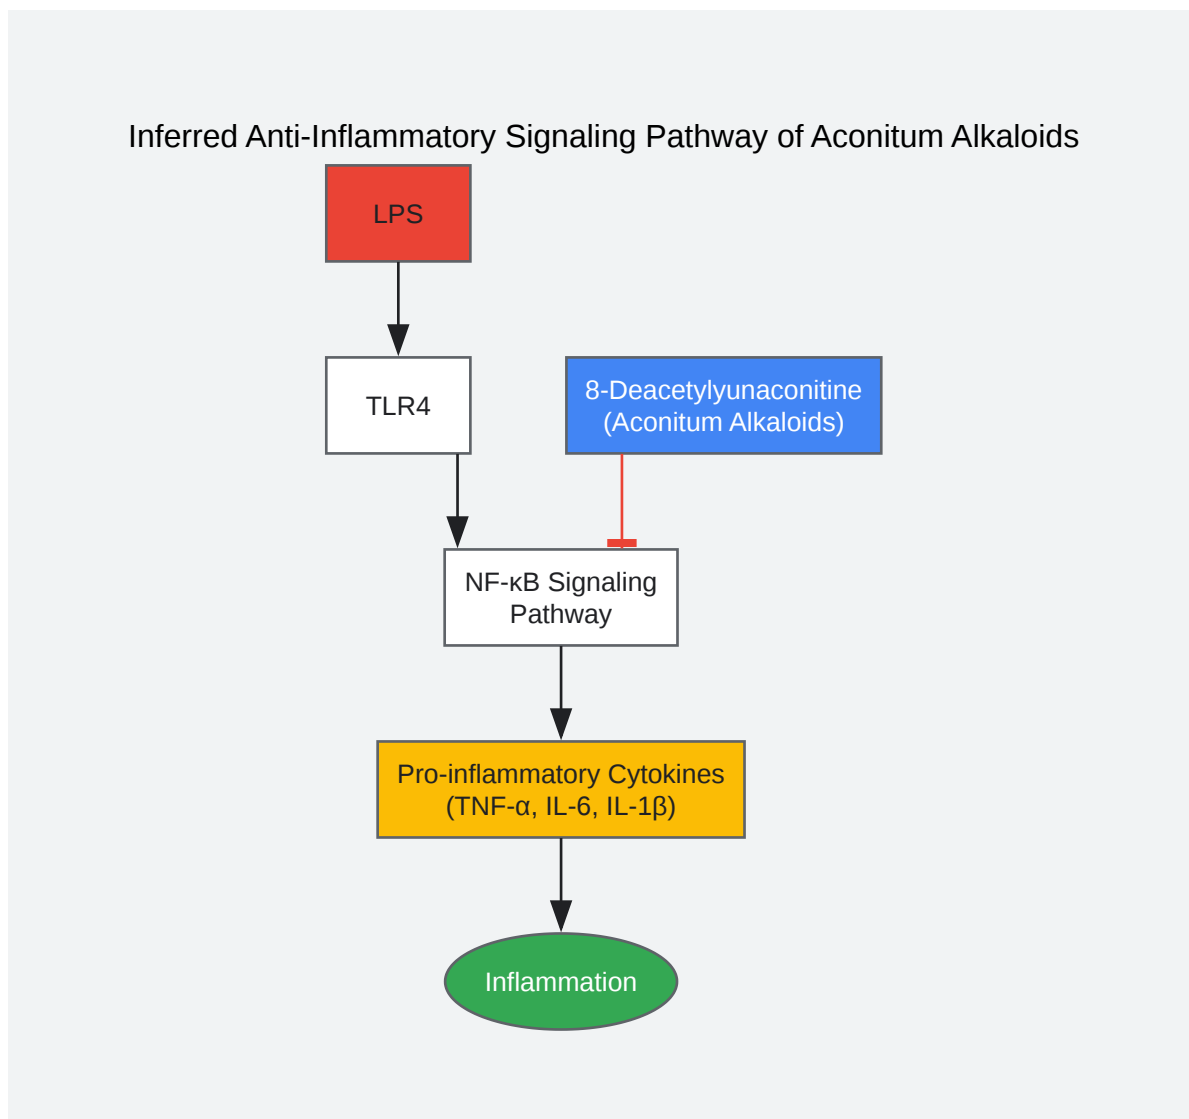 Inferred Anti-Inflammatory Signaling Pathway of Aconitum Alkaloids
LPS
TLR4
8-Deacetylyunaconitine
(Aconitum Alkaloids)
NF-κB Signaling
Pathway
Pro-inflammatory Cytokines
(TNF-α, IL-6, IL-1β)
Inflammation